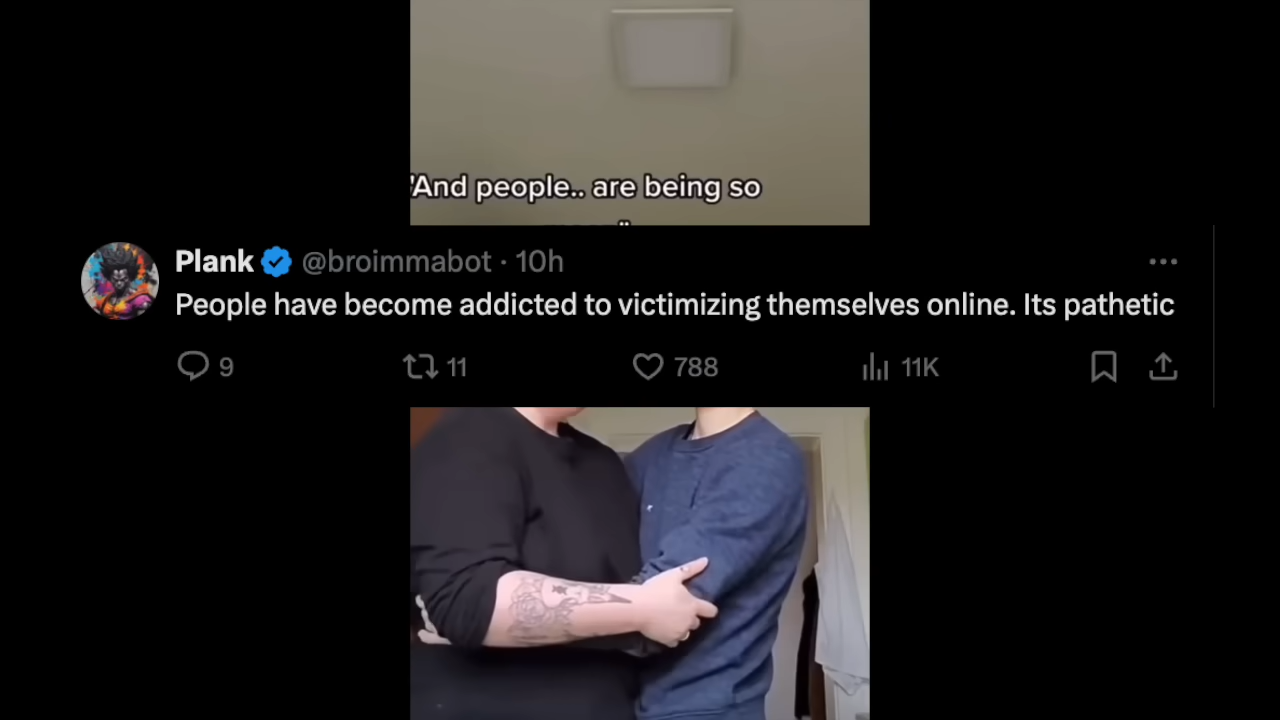 "And people.. are being so
Plank @broimmabot · 10h
People have become addicted to victimizing themselves online. Its pathetic
9 11 788 11K